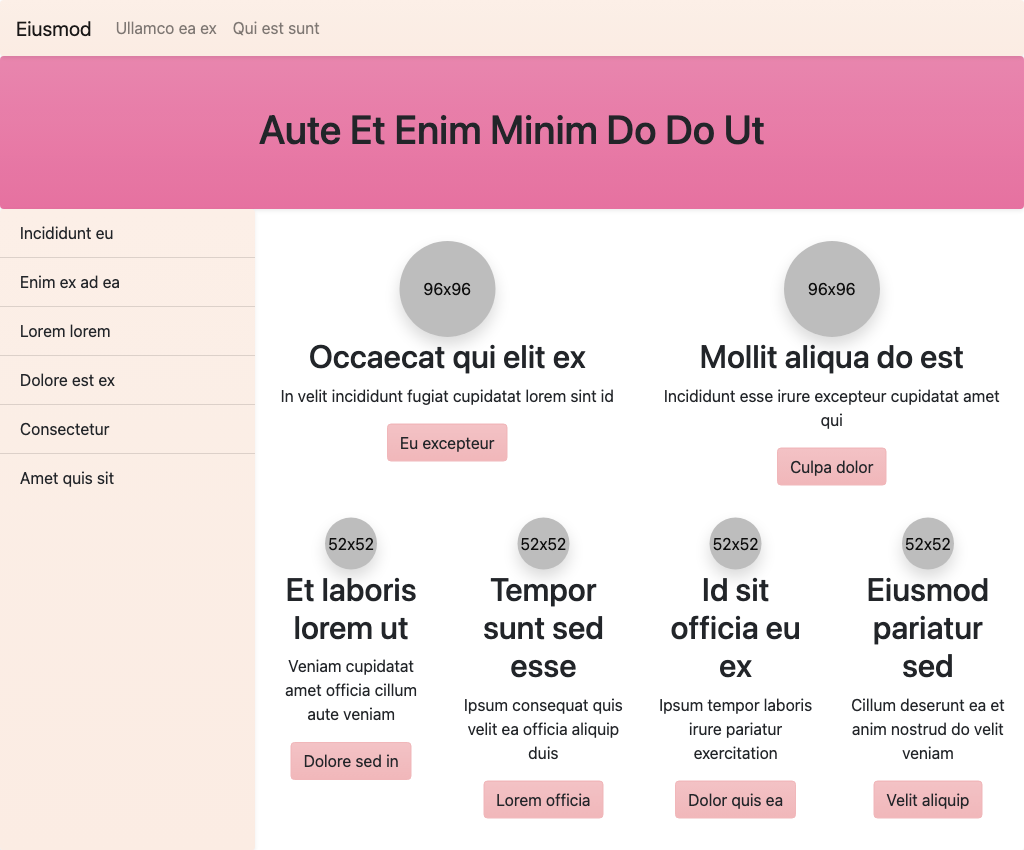 Eiusmod
Ullamco ea ex
Qui est sunt
Aute Et Enim Minim Do Do Ut
Incididunt eu
Enim ex ad ea
Lorem lorem
Dolore est ex
Consectetur
Amet quis sit
96x96
Occaecat qui elit ex
In velit incididunt fugiat cupidatat lorem sint id
Eu excepteur
96x96
Mollit aliqua do est
Incididunt esse irure excepteur cupidatat amet
qui
Culpa dolor
52x52
Et laboris
lorem ut
Veniam cupidatat
amet officia cillum
aute veniam
Dolore sed in
52x52
Tempor
sunt sed
esse
Ipsum consequat quis
velit ea officia aliquip
duis
Lorem officia
52x52
Id sit
officia eu
ex
Ipsum tempor laboris
irure pariatur
exercitation
Dolor quis ea
52x52
Eiusmod
pariatur
sed
Cillum deserunt ea et
anim nostrud do velit
veniam
Velit aliquip